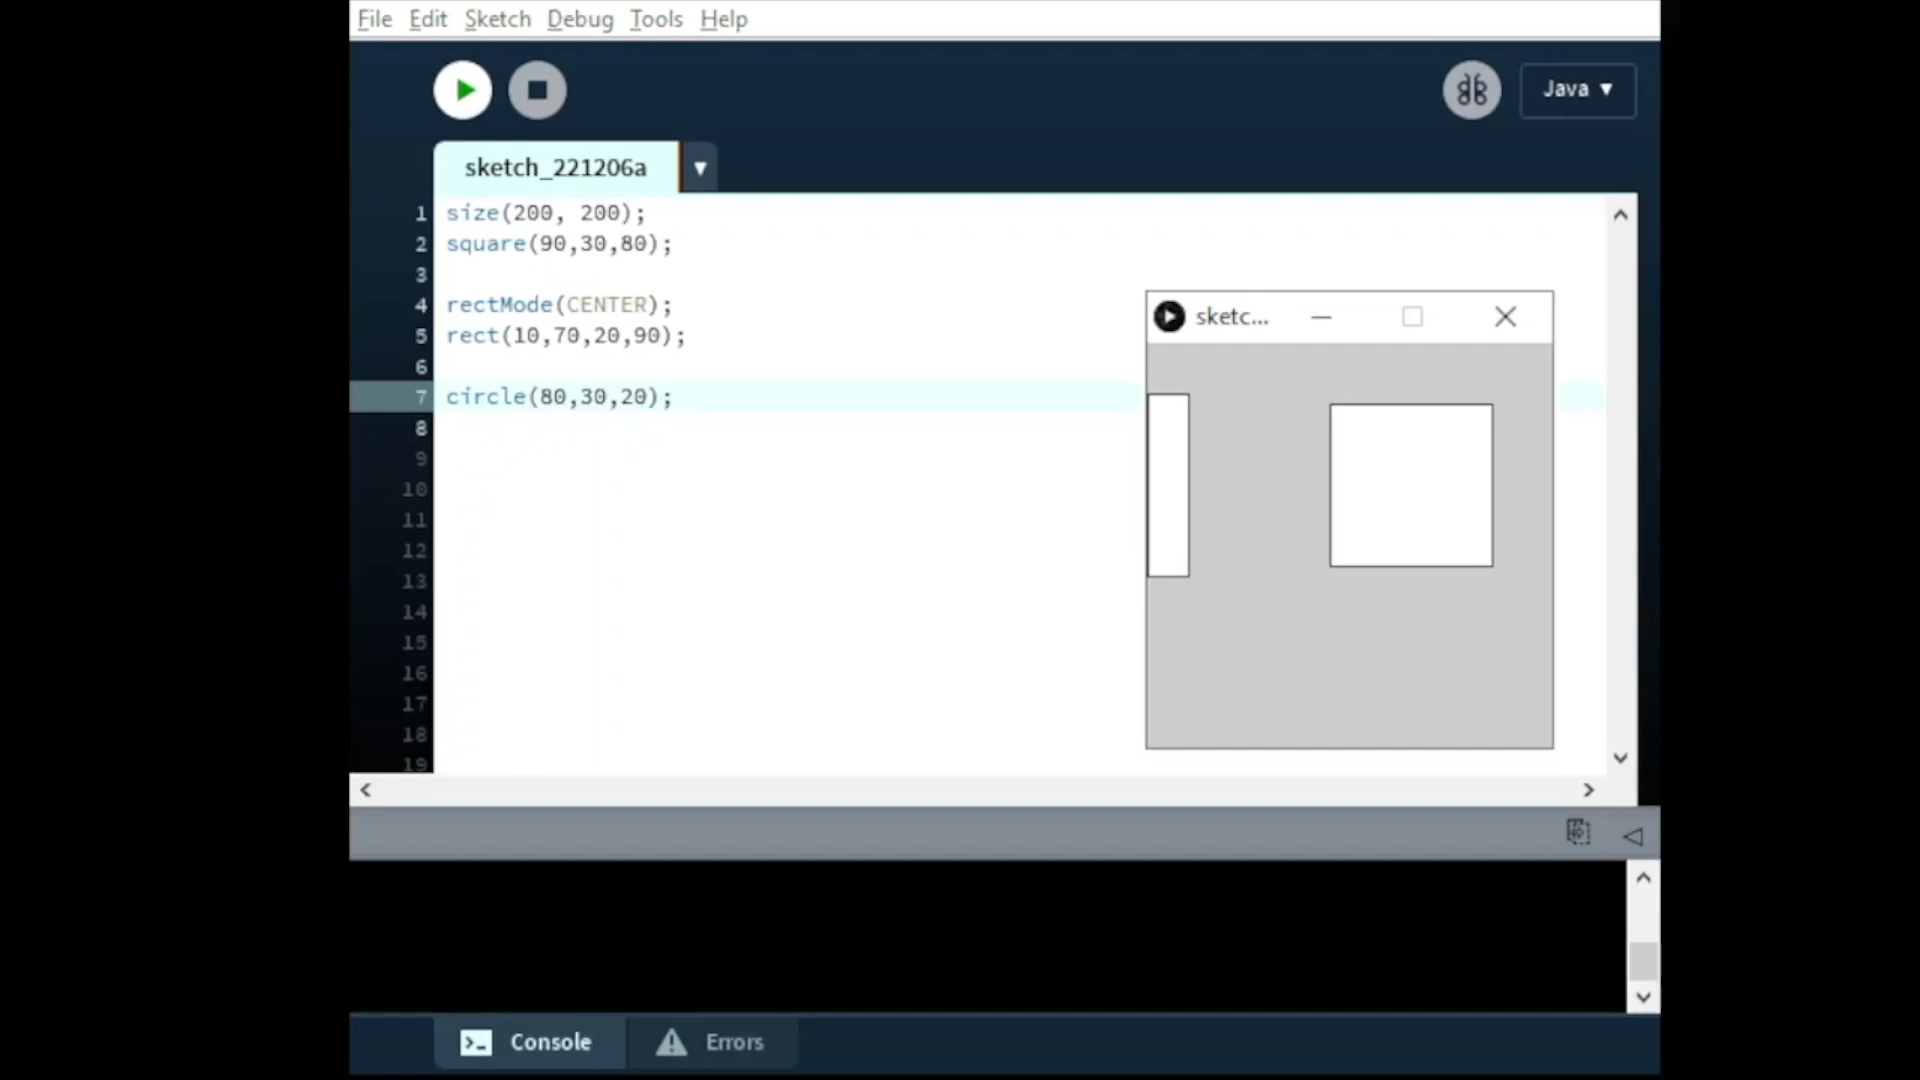 File Edit Sketch Debug Tools Help
Java ▼
sketch_221206a ▼
1 size(200, 200);
2 square(90,30,80);
3
4 rectMode(CENTER);
5 rect(10,70,20,90);
6
7 circle(80,30,20);
8
9
10
11
12
13
14
15
16
17
18
19
sketc...
Console Errors